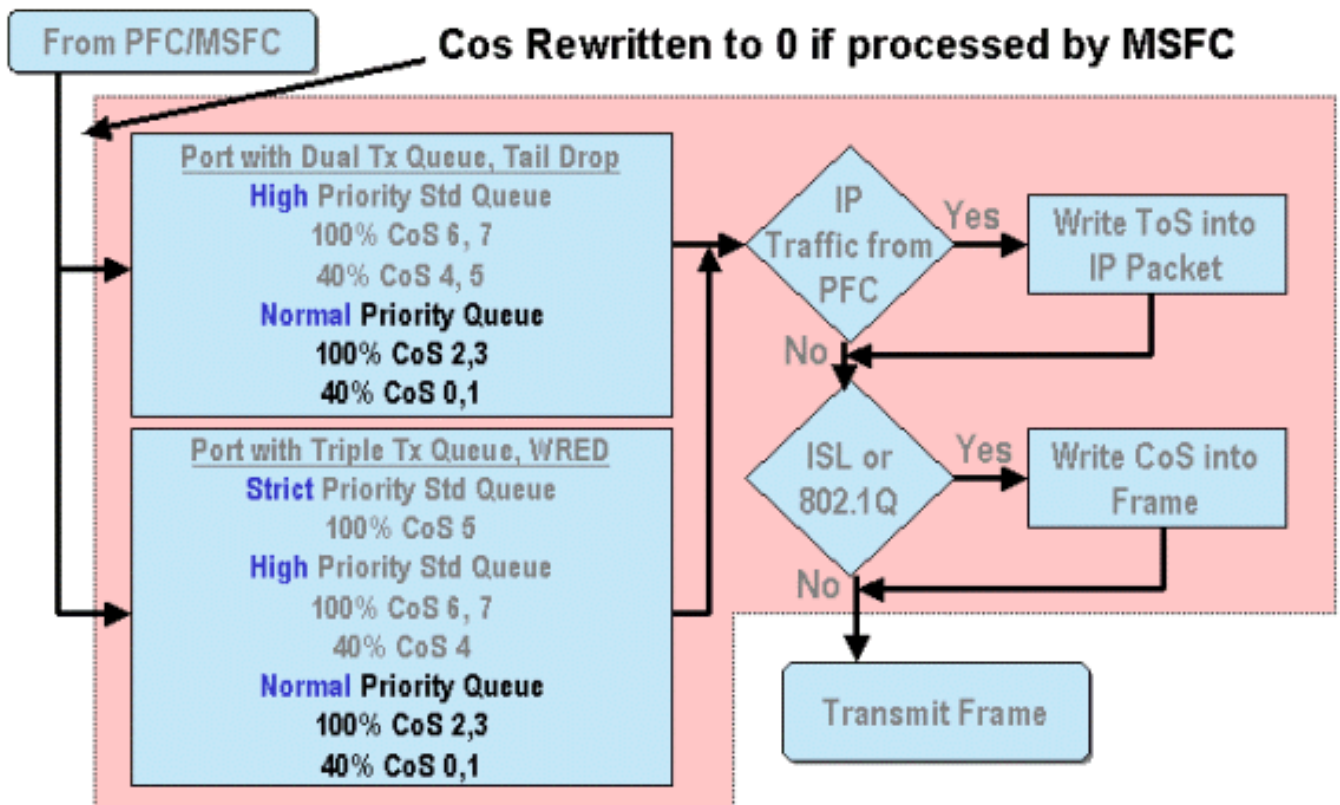 From PFC/MSFC
Cos Rewritten to 0 if processed by MSFC
Port with Dual Tx Queue, Tail Drop
High Priority Std Queue
100% CoS 6, 7
40% CoS 4, 5
Normal Priority Queue
100% CoS 2,3
40% CoS 0,1
Port with Triple Tx Queue, WRED
Strict Priority Std Queue
100% CoS 5
High Priority Std Queue
100% CoS 6, 7
40% CoS 4
Normal Priority Queue
100% CoS 2,3
40% CoS 0,1
IP
Traffic from
PFC
Yes
Write ToS into
IP Packet
No
ISL or
802.1Q
Yes
Write CoS into
Frame
No
Transmit Frame